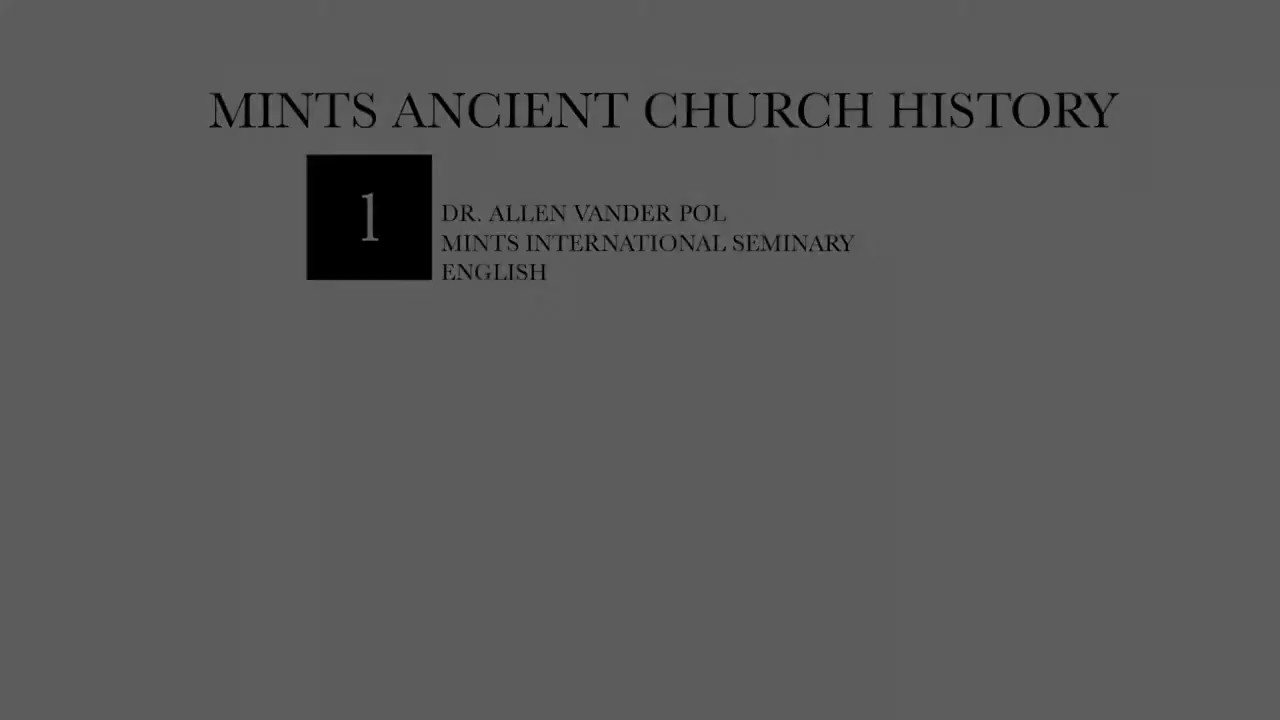 MINTS ANCIENT CHURCH HISTORY
1
DR. ALLEN VANDER POL
MINTS INTERNATIONAL SEMINARY
ENGLISH